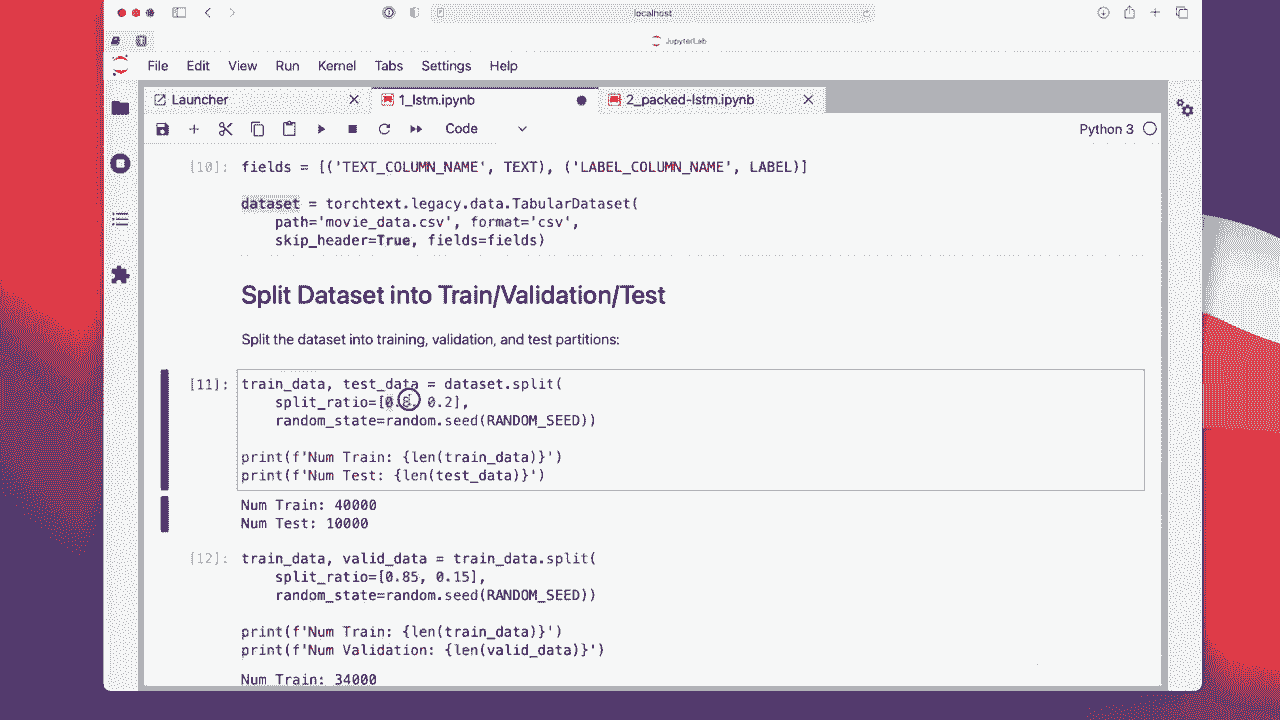 localhost
JupyterLab
File Edit View Run Kernel Tabs Settings Help
Launcher 1_lstm.ipynb 2_packed-lstm.ipynb
Code Python 3
[10]: fields = [('TEXT_COLUMN_NAME', TEXT), ('LABEL_COLUMN_NAME', LABEL)]
dataset = torchtext.legacy.data.TabularDataset(
path='movie_data.csv', format='csv',
skip_header=True, fields=fields)
Split Dataset into Train/Validation/Test
Split the dataset into training, validation, and test partitions:
[11]: train_data, test_data = dataset.split(
split_ratio=[0.8, 0.2],
random_state=random.seed(RANDOM_SEED))
print(f'Num Train: {len(train_data)}')
print(f'Num Test: {len(test_data)}')
Num Train: 40000
Num Test: 10000
[12]: train_data, valid_data = train_data.split(
split_ratio=[0.85, 0.15],
random_state=random.seed(RANDOM_SEED))
print(f'Num Train: {len(train_data)}')
print(f'Num Validation: {len(valid_data)}')
Num Train: 34000